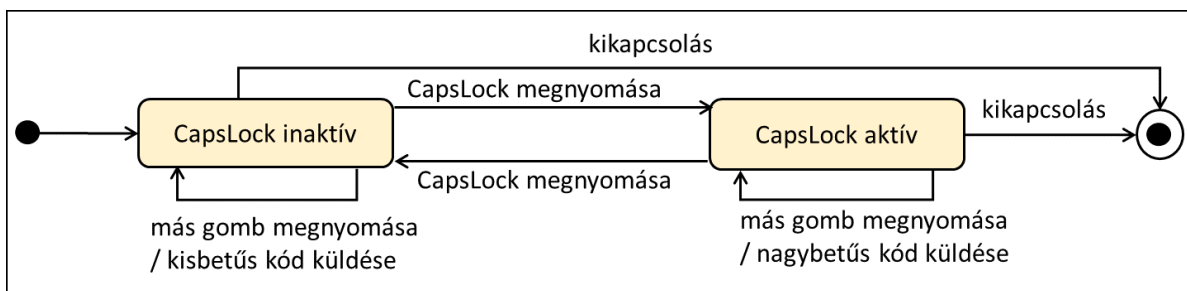 kikapcsolás
CapsLock megnyomása
kikapcsolás
CapsLock inaktív
CapsLock aktív
CapsLock megnyomása
más gomb megnyomása
/ kisbetűs kód küldése
más gomb megnyomása
/ nagybetűs kód küldése